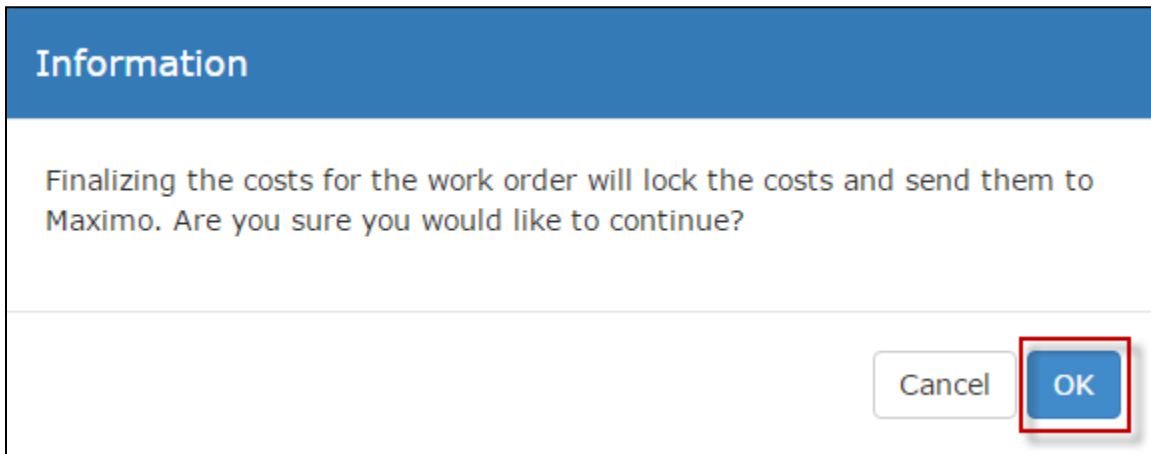 Information
Finalizing the costs for the work order will lock the costs and send them to
Maximo. Are you sure you would like to continue?
Cancel OK